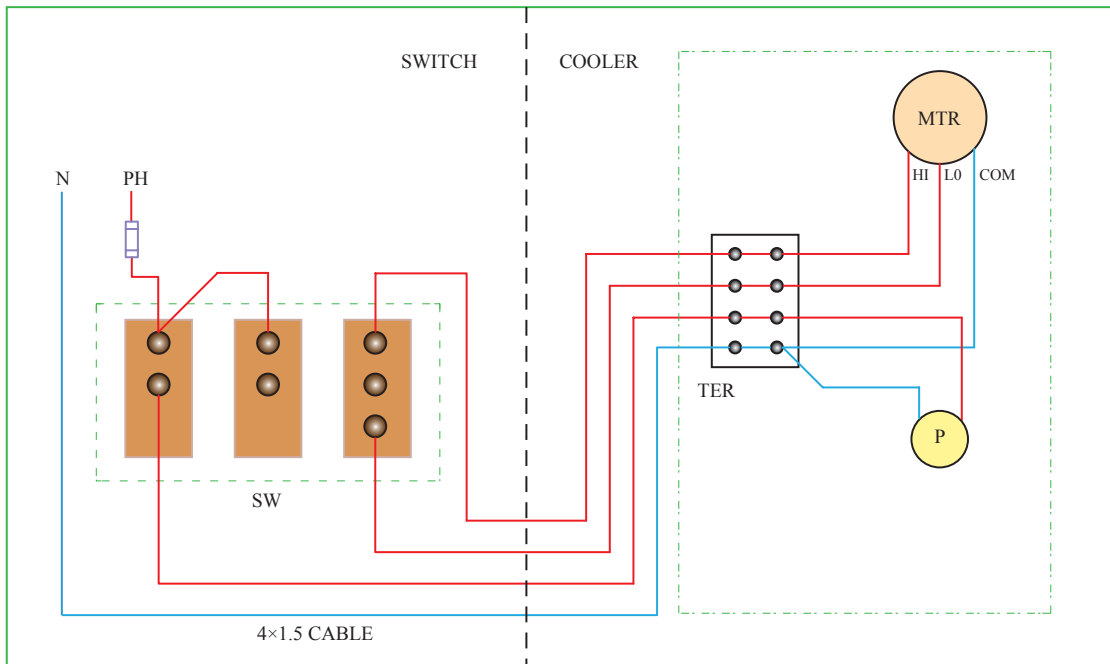 SWITCH
COOLER
MTR
HI
L0
COM
N
PH
TER
P
SW
4×1.5 CABLE